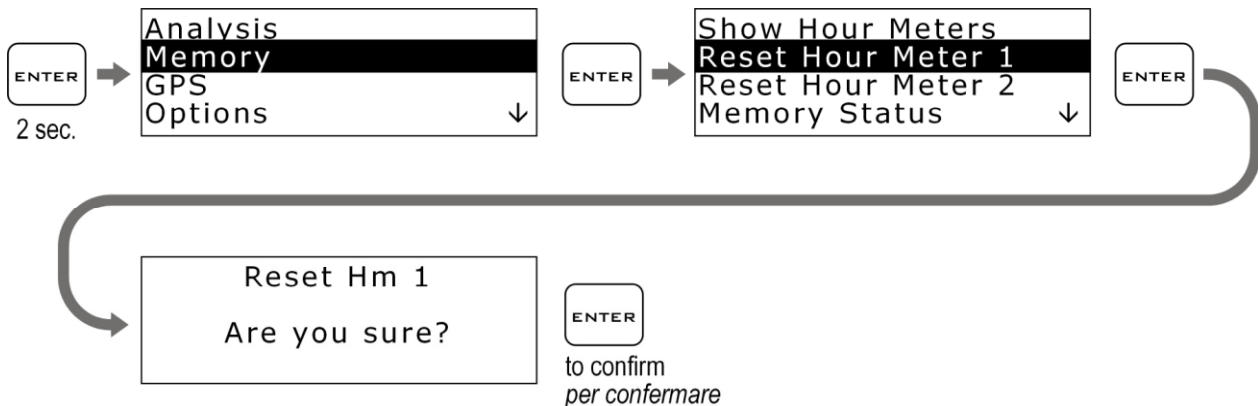 ENTER
2 sec.
Analysis
Memory
GPS
Options ↓
ENTER
Show Hour Meters
Reset Hour Meter 1
Reset Hour Meter 2
Memory Status ↓
ENTER
Reset Hm 1
Are you sure?
ENTER
to confirm
per confermare